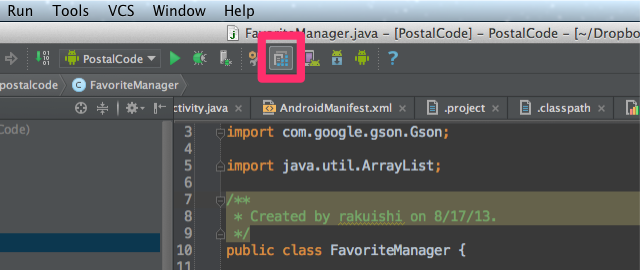 Run Tools VCS Window Help
FavoriteManager.java – [PostalCode] – PostalCode – [~/Dropbo
PostalCode
?
postalcode FavoriteManager
ctivity.java AndroidManifest.xml .project .classpath
Code)
3 import com.google.gson.Gson;
4
5 import java.util.ArrayList;
6
7 /**
8 * Created by rakuishi on 8/17/13.
9 */
10 public class FavoriteManager {
11